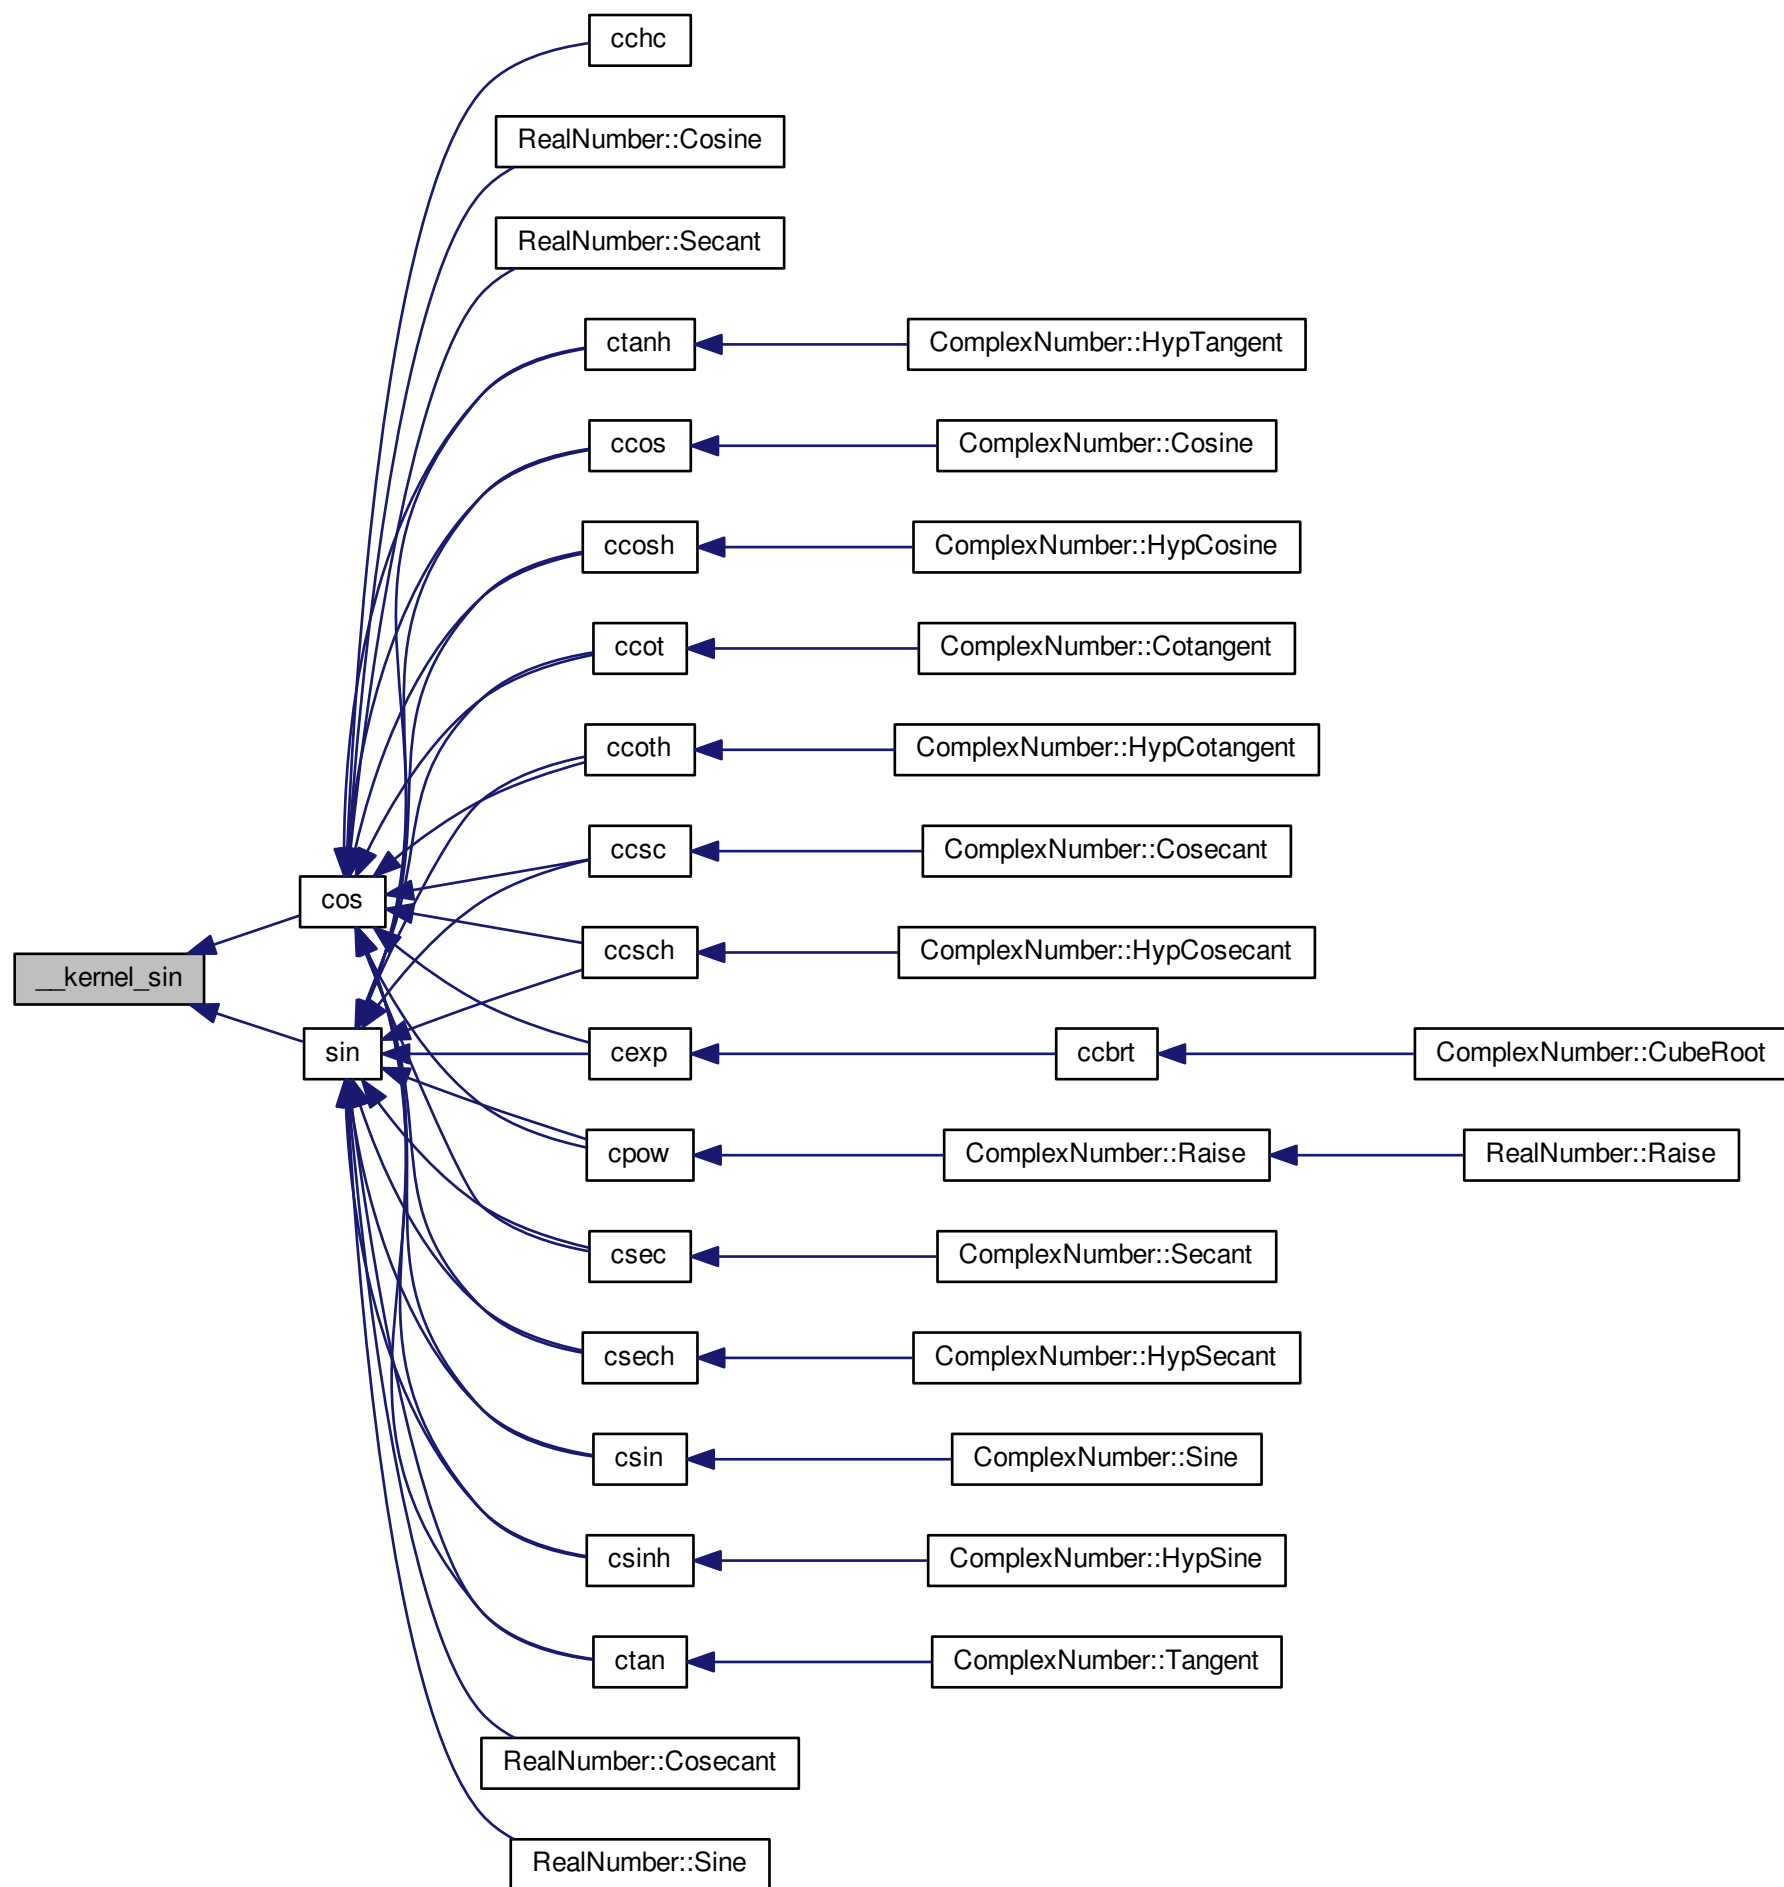 cchc
RealNumber::Cosine
RealNumber::Secant
ctanh
ComplexNumber::HypTangent
ccos
ComplexNumber::Cosine
ccosh
ComplexNumber::HypCosine
ccot
ComplexNumber::Cotangent
ccoth
ComplexNumber::HypCotangent
ccsc
ComplexNumber::Cosecant
cos
ccsch
ComplexNumber::HypCosecant
__kernel_sin
sin
cexp
ccbrt
ComplexNumber::CubeRoot
cpow
ComplexNumber::Raise
RealNumber::Raise
csec
ComplexNumber::Secant
csech
ComplexNumber::HypSecant
csin
ComplexNumber::Sine
csinh
ComplexNumber::HypSine
ctan
ComplexNumber::Tangent
RealNumber::Cosecant
RealNumber::Sine